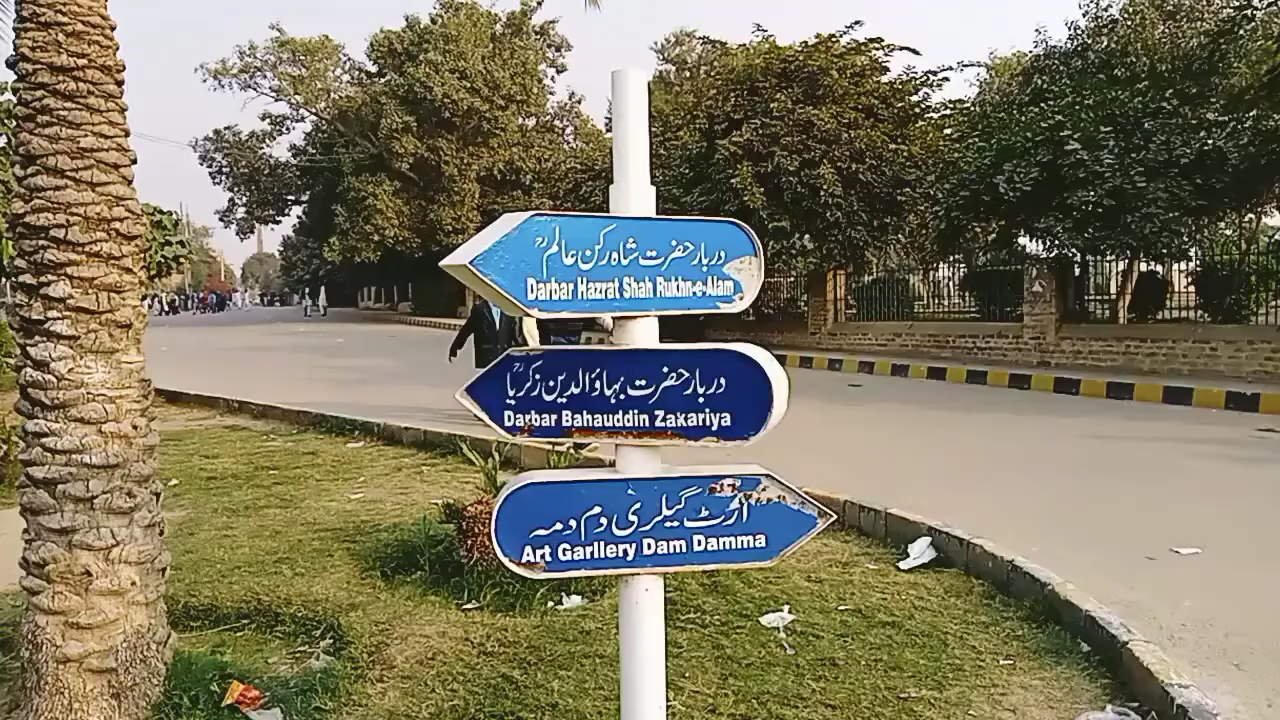 دربار حضرت شاہ رکن عالمؒ
Darbar Hazrat Shah Rukhn-e-Alam
دربار حضرت بہاؤالدین زکریاؒ
Darbar Bahauddin Zakariya
آرٹ گیلری دم دمہ
Art Garllery Dam Damma